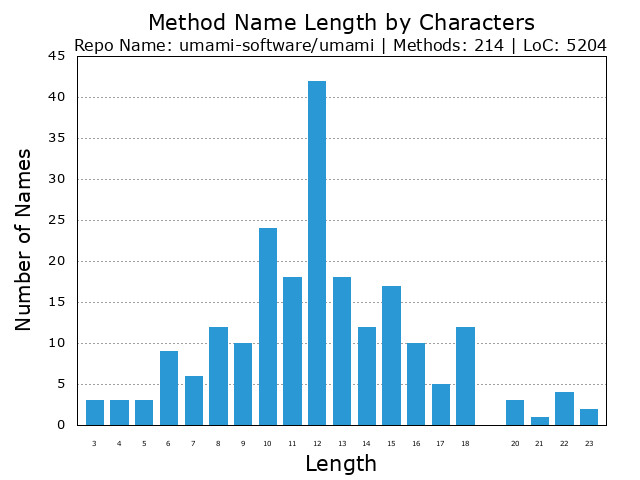 Method Name Length by Characters
Repo Name: umami-software/umami | Methods: 214 | LoC: 5204
45
40
35
30
25
20
15
10
5
0
Number of Names
3 4 5 6 7 8 9 10 11 12 13 14 15 16 17 18 20 21 22 23
Length